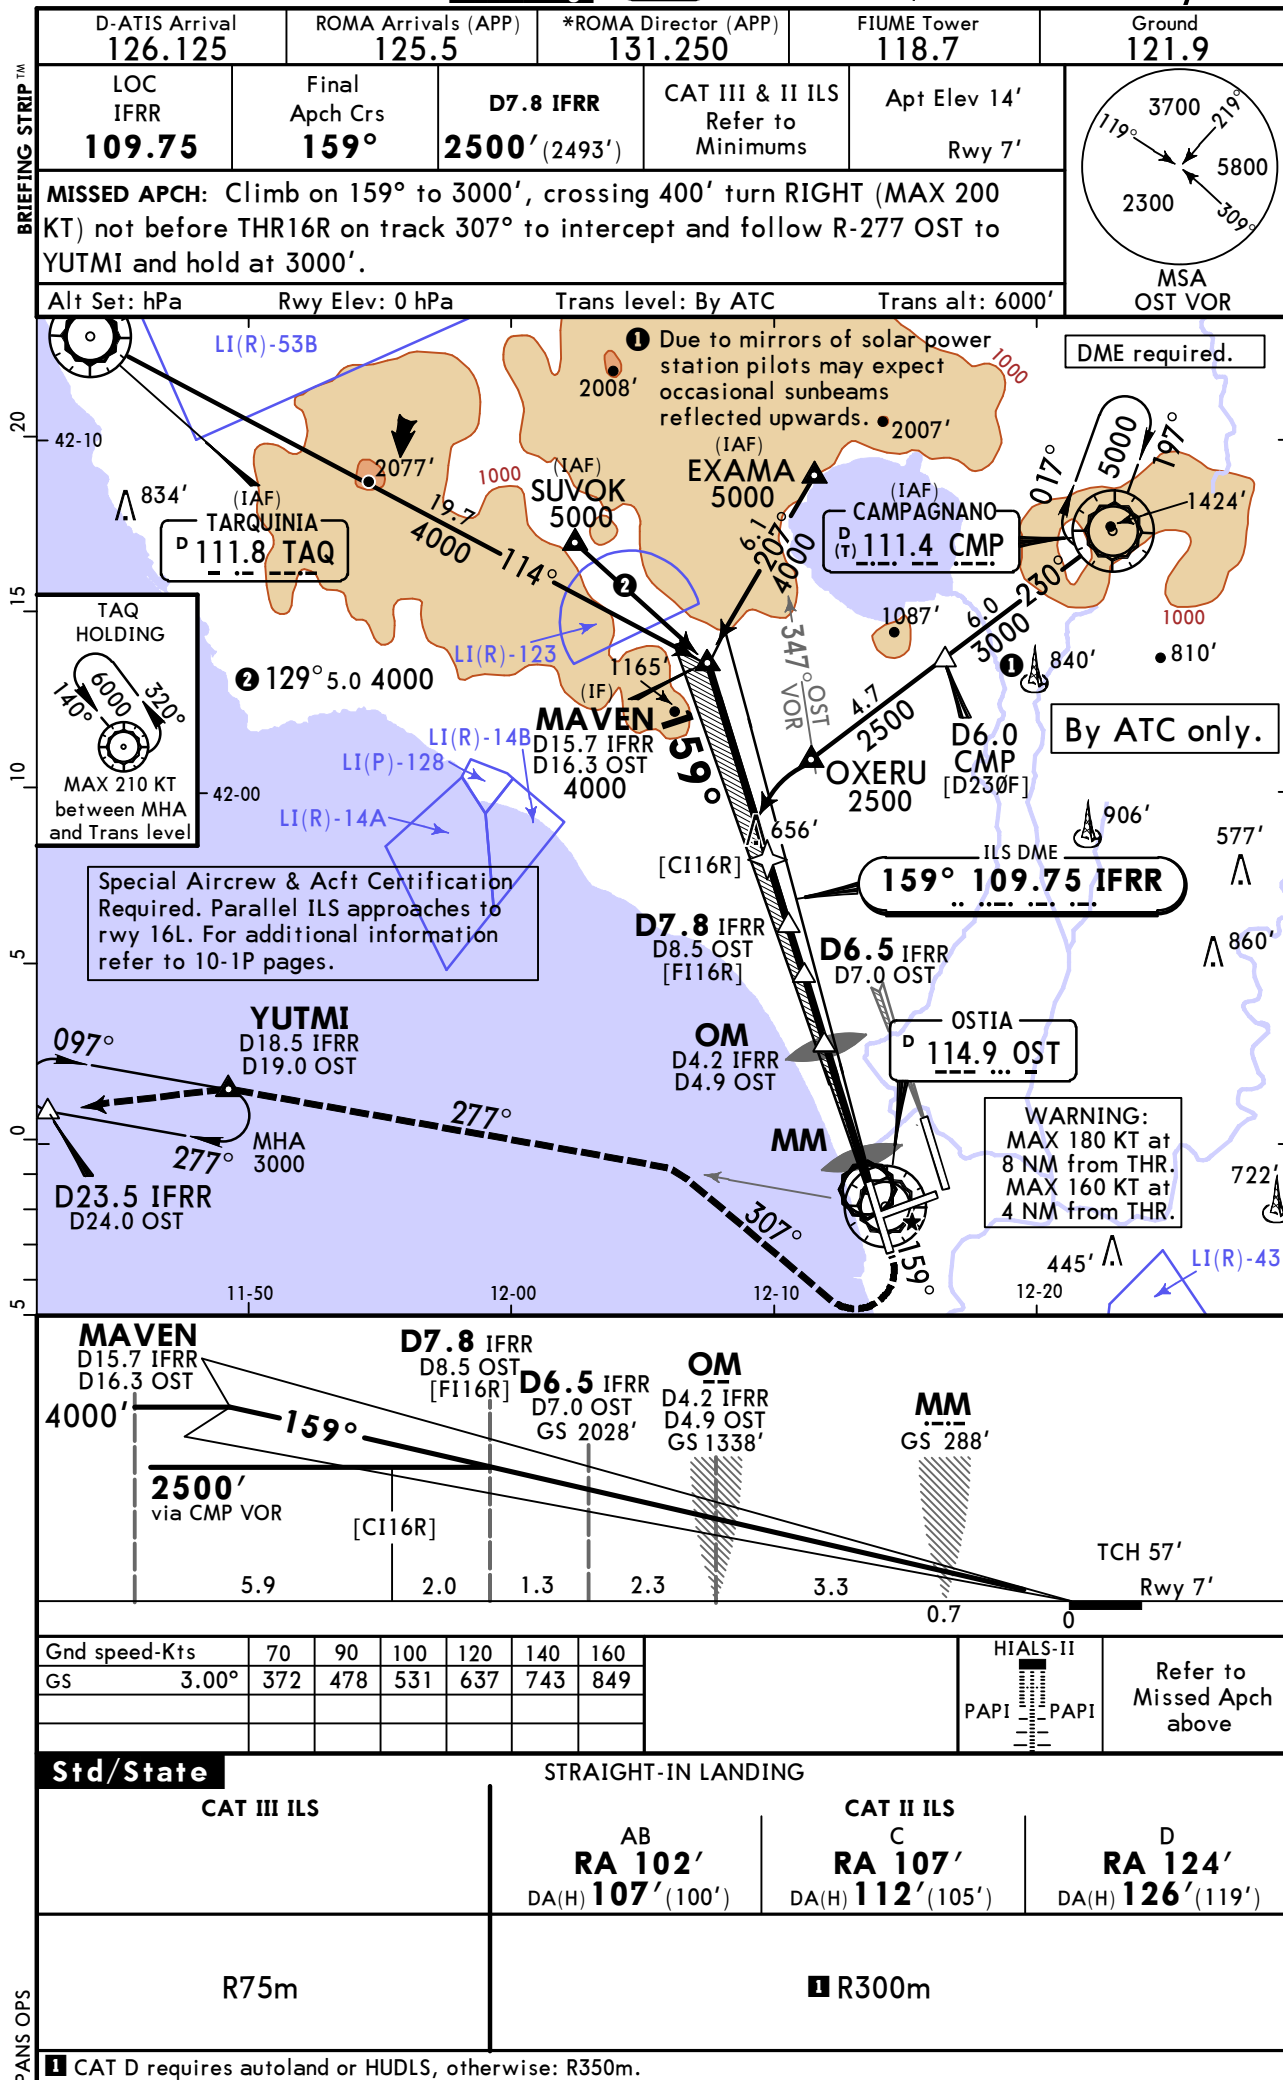 D-ATIS Arrival
126.125
ROMA Arrivals (APP)
125.5
*ROMA Director (APP)
131.250
FIUME Tower
118.7
Ground
121.9
BRIEFING STRIP TM
LOC
IFRR
109.75
Final
Apch Crs
159°
D7.8 IFRR
2500' (2493')
CAT III & II ILS
Refer to
Minimums
Apt Elev 14'
Rwy 7'
MISSED APCH: Climb on 159° to 3000', crossing 400' turn RIGHT (MAX 200
KT) not before THR16R on track 307° to intercept and follow R-277 OST to
YUTMI and hold at 3000'.
Alt Set: hPa
Rwy Elev: 0 hPa
Trans level: By ATC
Trans alt: 6000'
3700
119°
219°
5800
2300
309°
MSA
OST VOR
LI(R)-53B
1 Due to mirrors of solar power
station pilots may expect
occasional sunbeams
reflected upwards.
1000
DME required.
2008'
2007'
20
42-10
834'
2077'
1000
(IAF)
SUVOK
5000
(IAF)
EXAMA
5000
5000
017°
197°
1424'
(IAF)
TARQUINIA
D 111.8 TAQ
19.7
4000
114°
6.1
207°
4000
(IAF)
CAMPAGNANO
D
(T) 111.4 CMP
230°
6.0
3000
1000
15
TAQ
HOLDING
140°
6000
320°
MAX 210 KT
between MHA
and Trans level
2
LI(R)-123
347° OST
VOR
1087'
1
840'
810'
2 129° 5.0 4000
1165'
(IF)
MAVEN
D15.7 IFRR
D16.3 OST
4000
159°
4.7
2500
OXERU
2500
D6.0
CMP
[D230F]
By ATC only.
LI(R)-14B
LI(P)-128
LI(R)-14A
10
42-00
656'
[CI16R]
906'
577'
860'
ILS DME
159° 109.75 IFRR
Special Aircrew & Acft Certification
Required. Parallel ILS approaches to
rwy 16L. For additional information
refer to 10-1P pages.
5
D7.8 IFRR
D8.5 OST
[FI16R]
D6.5 IFRR
D7.0 OST
OM
D4.2 IFRR
D4.9 OST
OSTIA
D 114.9 OST
YUTMI
D18.5 IFRR
D19.0 OST
097°
277°
277°
MHA
3000
D23.5 IFRR
D24.0 OST
0
MM
WARNING:
MAX 180 KT at
8 NM from THR.
MAX 160 KT at
4 NM from THR.
722'
307°
159°
445'
LI(R)-43
5
11-50
12-00
12-10
12-20
MAVEN
D15.7 IFRR
D16.3 OST
4000'
159°
2500'
via CMP VOR
[CI16R]
D7.8 IFRR
D8.5 OST
[FI16R]
D6.5 IFRR
D7.0 OST
GS 2028'
OM
D4.2 IFRR
D4.9 OST
GS 1338'
MM
GS 288'
TCH 57'
Rwy 7'
5.9
2.0
1.3
2.3
3.3
0.7
0
Gnd speed-Kts 70 90 100 120 140 160
GS 3.00° 372 478 531 637 743 849
HIALS-II
PAPI
PAPI
Refer to
Missed Apch
above
Std/State
STRAIGHT-IN LANDING
CAT III ILS
CAT II ILS
AB
RA 102'
DA(H) 107' (100')
C
RA 107'
DA(H) 112' (105')
D
RA 124'
DA(H) 126' (119')
R75m
1 R300m
PANS OPS
1 CAT D requires autoland or HUDLS, otherwise: R350m.